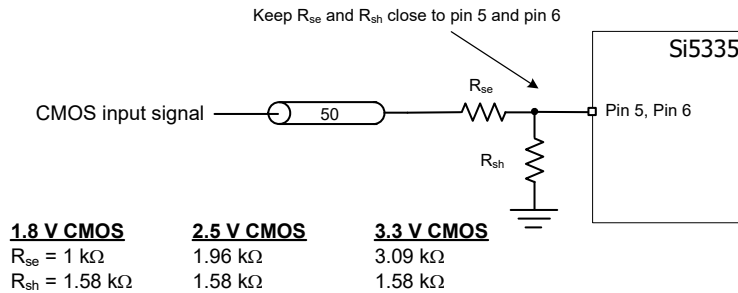 Keep Rse and Rsh close to pin 5 and pin 6
Si5335
Rse
CMOS input signal
50
Pin 5, Pin 6
Rsh
1.8 V CMOS 2.5 V CMOS 3.3 V CMOS
Rse = 1 kΩ 1.96 kΩ 3.09 kΩ
Rsh = 1.58 kΩ 1.58 kΩ 1.58 kΩ